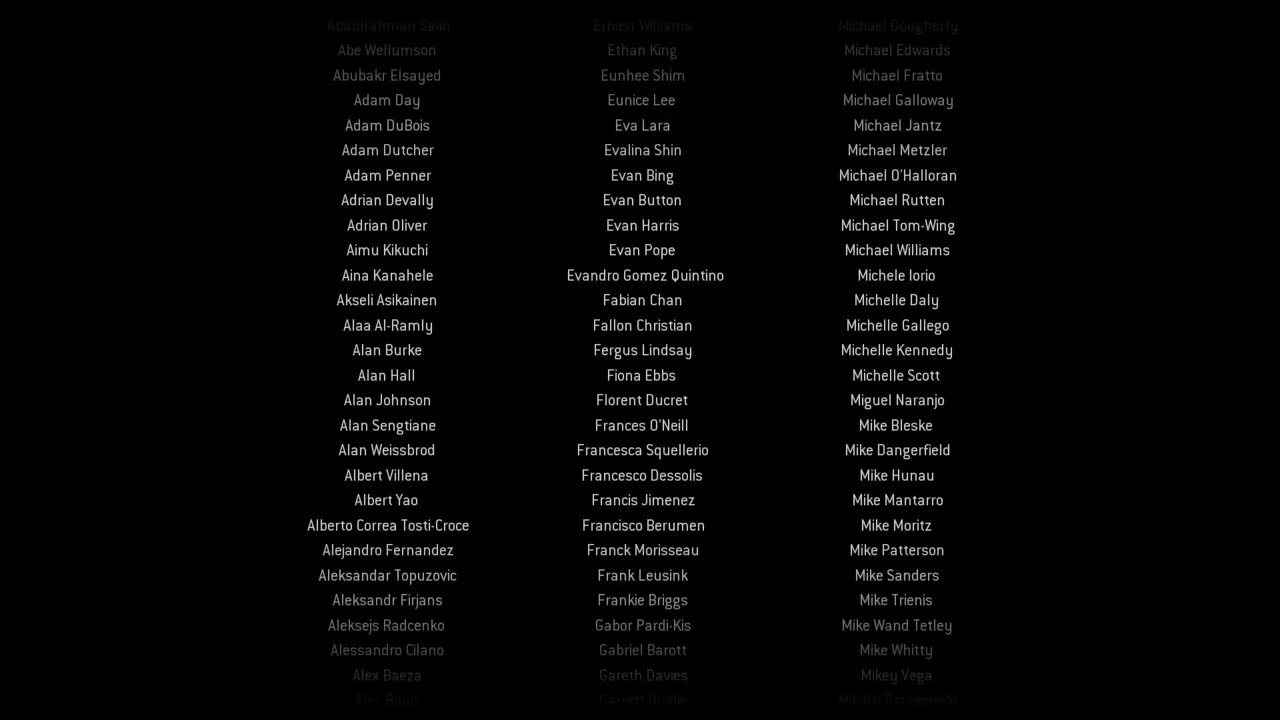 Abdulrahman Salih
Abe Wellumson
Abubakr Elsayed
Adam Day
Adam DuBois
Adam Dutcher
Adam Penner
Adrian Devally
Adrian Oliver
Aimu Kikuchi
Aina Kanahele
Akseli Asikainen
Alaa Al-Ramly
Alan Burke
Alan Hall
Alan Johnson
Alan Sengtiane
Alan Weissbrod
Albert Villena
Albert Yao
Alberto Correa Tosti-Croce
Alejandro Fernandez
Aleksandar Topuzovic
Aleksandr Firjans
Aleksejs Radcenko
Alessandro Cilano
Alex Baeza
Ernest Williams
Ethan King
Eunhee Shim
Eunice Lee
Eva Lara
Evalina Shin
Evan Bing
Evan Button
Evan Harris
Evan Pope
Evandro Gomez Quintino
Fabian Chan
Fallon Christian
Fergus Lindsay
Fiona Ebbs
Florent Ducret
Frances O'Neill
Francesca Squellerio
Francesco Dessolis
Francis Jimenez
Francisco Berumen
Franck Morisseau
Frank Leusink
Frankie Briggs
Gabor Pardi-Kis
Gabriel Barott
Gareth Davies
Michael Dougherty
Michael Edwards
Michael Fratto
Michael Galloway
Michael Jantz
Michael Metzler
Michael O'Halloran
Michael Rutten
Michael Tom-Wing
Michael Williams
Michele Iorio
Michelle Daly
Michelle Gallego
Michelle Kennedy
Michelle Scott
Miguel Naranjo
Mike Bleske
Mike Dangerfield
Mike Hunau
Mike Mantarro
Mike Moritz
Mike Patterson
Mike Sanders
Mike Trienis
Mike Wand Tetley
Mike Whitty
Mikey Vega